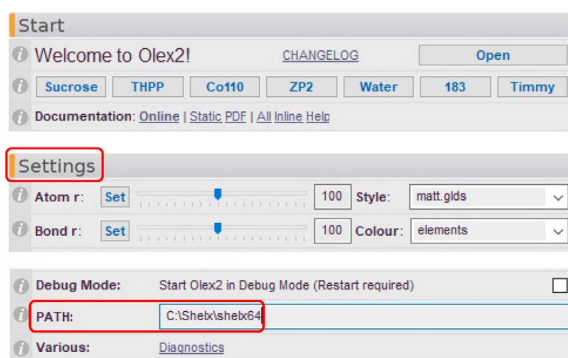 Start
Welcome to Olex2! CHANGELOG Open
Sucrose THPP Co110 ZP2 Water 183 Timmy
Documentation: Online | Static PDF | All Inline Help
Settings
Atom r: Set 100 Style: matt.glds
Bond r: Set 100 Colour: elements
Debug Mode: Start Olex2 in Debug Mode (Restart required)
PATH: C:\Shelx\shelx64
Various: Diagnostics